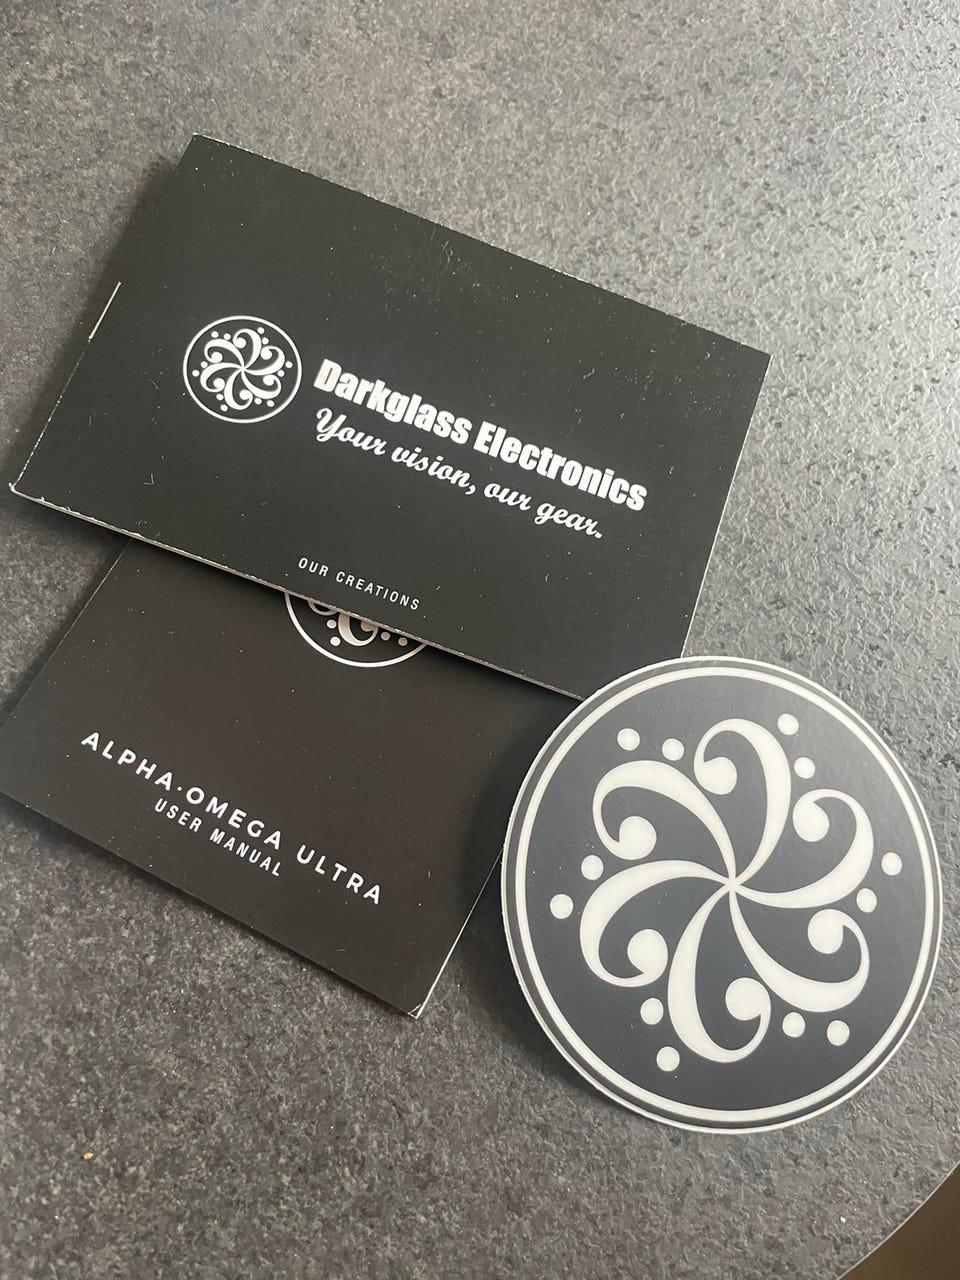 Darkglass Electronics
Your vision, our gear.
OUR CREATIONS
ALPHA·OMEGA ULTRA
USER MANUAL